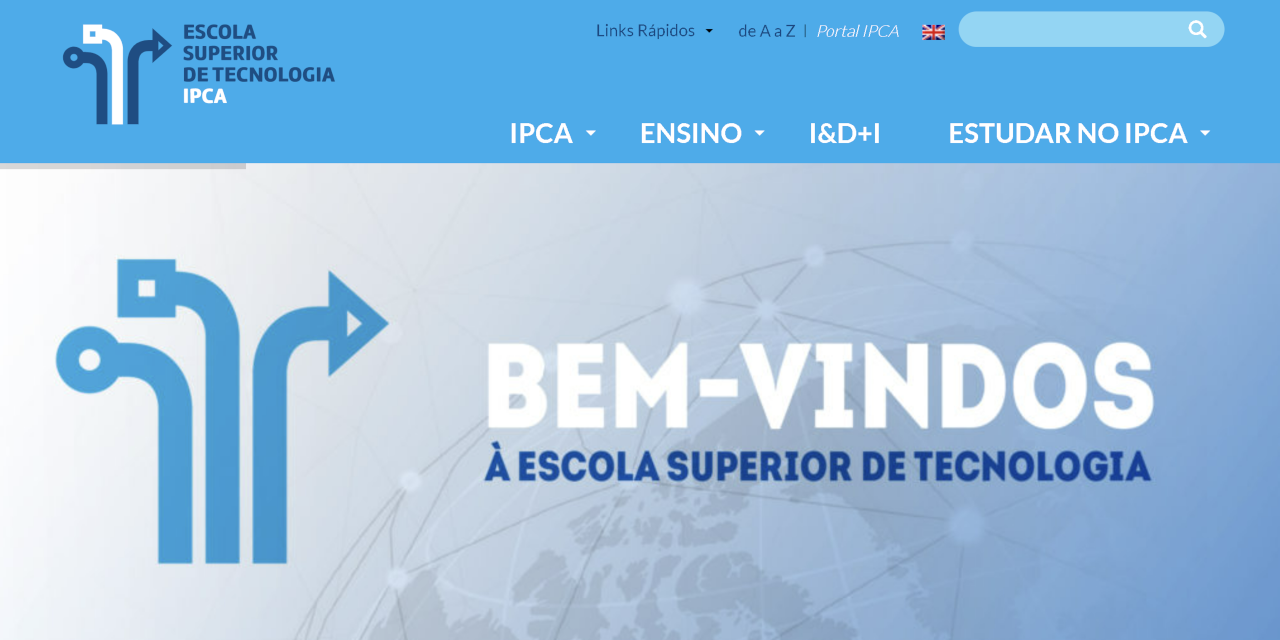 ESCOLA
SUPERIOR
DE TECNOLOGIA
IPCA
Links Rápidos
de A a Z | Portal IPCA
IPCA
ENSINO
I&D+I
ESTUDAR NO IPCA
BEM-VINDOS
À ESCOLA SUPERIOR DE TECNOLOGIA